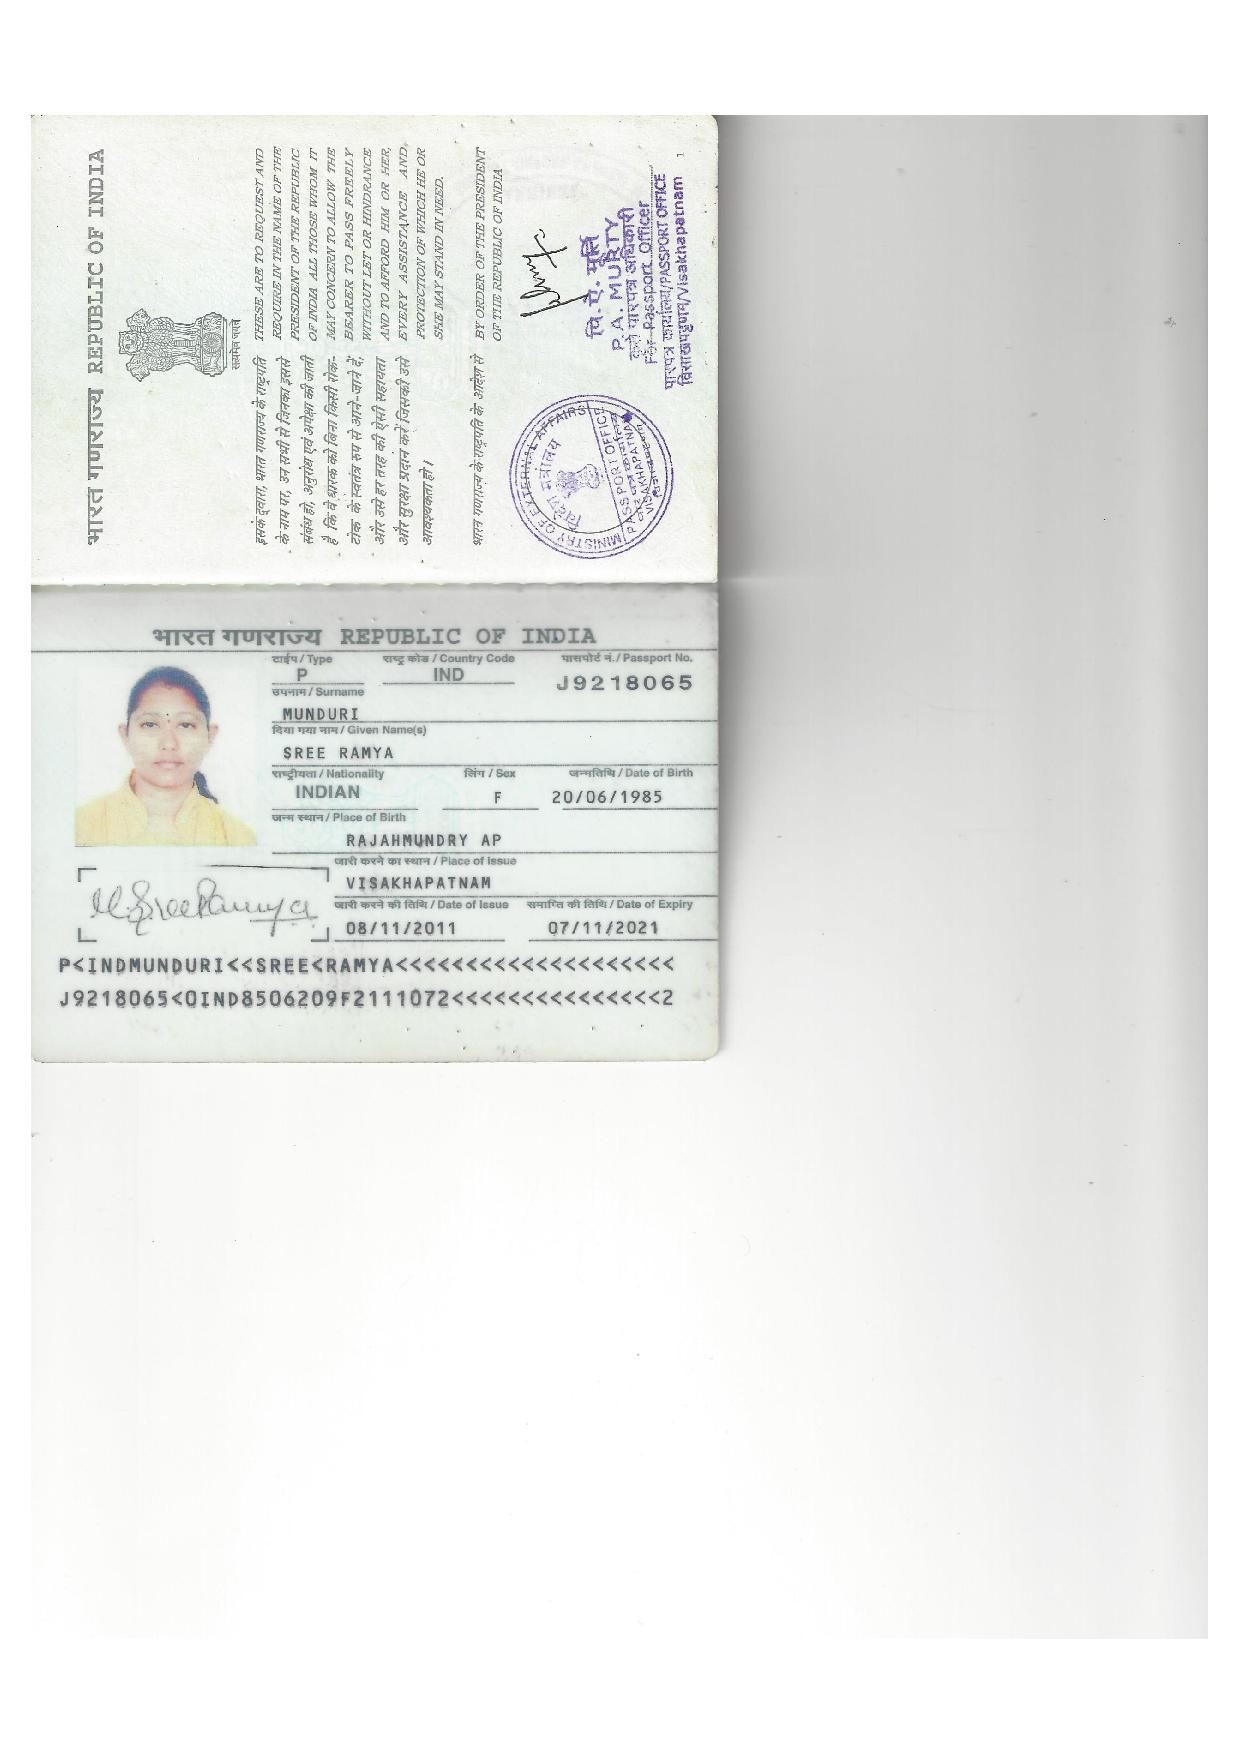 भारत गणराज्य REPUBLIC OF INDIA
सत्यमेव जयते
इसके द्वारा, भारत गणराज्य के राष्ट्रपति
के नाम पर, उन सभी से जिनका इससे
संबंध हो, अनुरोध एवं अपेक्षा की जाती
है कि वे धारक को बिना किसी रोक-
टोक के स्वतंत्र रुप से आने-जाने दें,
और उसे हर तरह की ऐसी सहायता
और सुरक्षा प्रदान करें जिसकी उसे
आवश्यकता हो।
THESE ARE TO REQUEST AND
REQUIRE IN THE NAME OF THE
PRESIDENT OF THE REPUBLIC
OF INDIA ALL THOSE WHOM IT
MAY CONCERN TO ALLOW THE
BEARER TO PASS FREELY
WITHOUT LET OR HINDRANCE
AND TO AFFORD HIM OR HER,
EVERY ASSISTANCE AND
PROTECTION OF WHICH HE OR
SHE MAY STAND IN NEED.
भारत गणराज्य के राष्ट्रपति के आदेश से
BY ORDER OF THE PRESIDENT
OF THE REPUBLIC OF INDIA
MINISTRY OF EXTERNAL AFFAIRS
विदेश मंत्रालय
PASSPORT OFFICE
VISAKHAPATNAM
वि.ऐ. मूर्ति
P.A. MURTY
कृते पारपत्र अधिकारी
For Passport Officer
पारपत्र कार्यालय/PASSPORT OFFICE
विशाखपट्टणम/Visakhapatnam
1
भारत गणराज्य REPUBLIC OF INDIA
टाईप / Type राष्ट्र कोड / Country Code पासपोर्ट नं. / Passport No.
P IND J9218065
उपनाम / Surname
MUNDURI
दिया गया नाम / Given Name(s)
SREE RAMYA
राष्ट्रीयता / Nationality लिंग / Sex जन्मतिथि / Date of Birth
INDIAN F 20/06/1985
जन्म स्थान / Place of Birth
RAJAHMUNDRY AP
जारी करने का स्थान / Place of Issue
VISAKHAPATNAM
जारी करने की तिथि / Date of Issue समाप्ति की तिथि / Date of Expiry
08/11/2011 07/11/2021
M. Sree Ramya
P<INDMUNDURI<<SREE<RAMYA<<<<<<<<<<<<<<<<<<<<
J9218065<0IND8506209F2111072<<<<<<<<<<<<<<<2